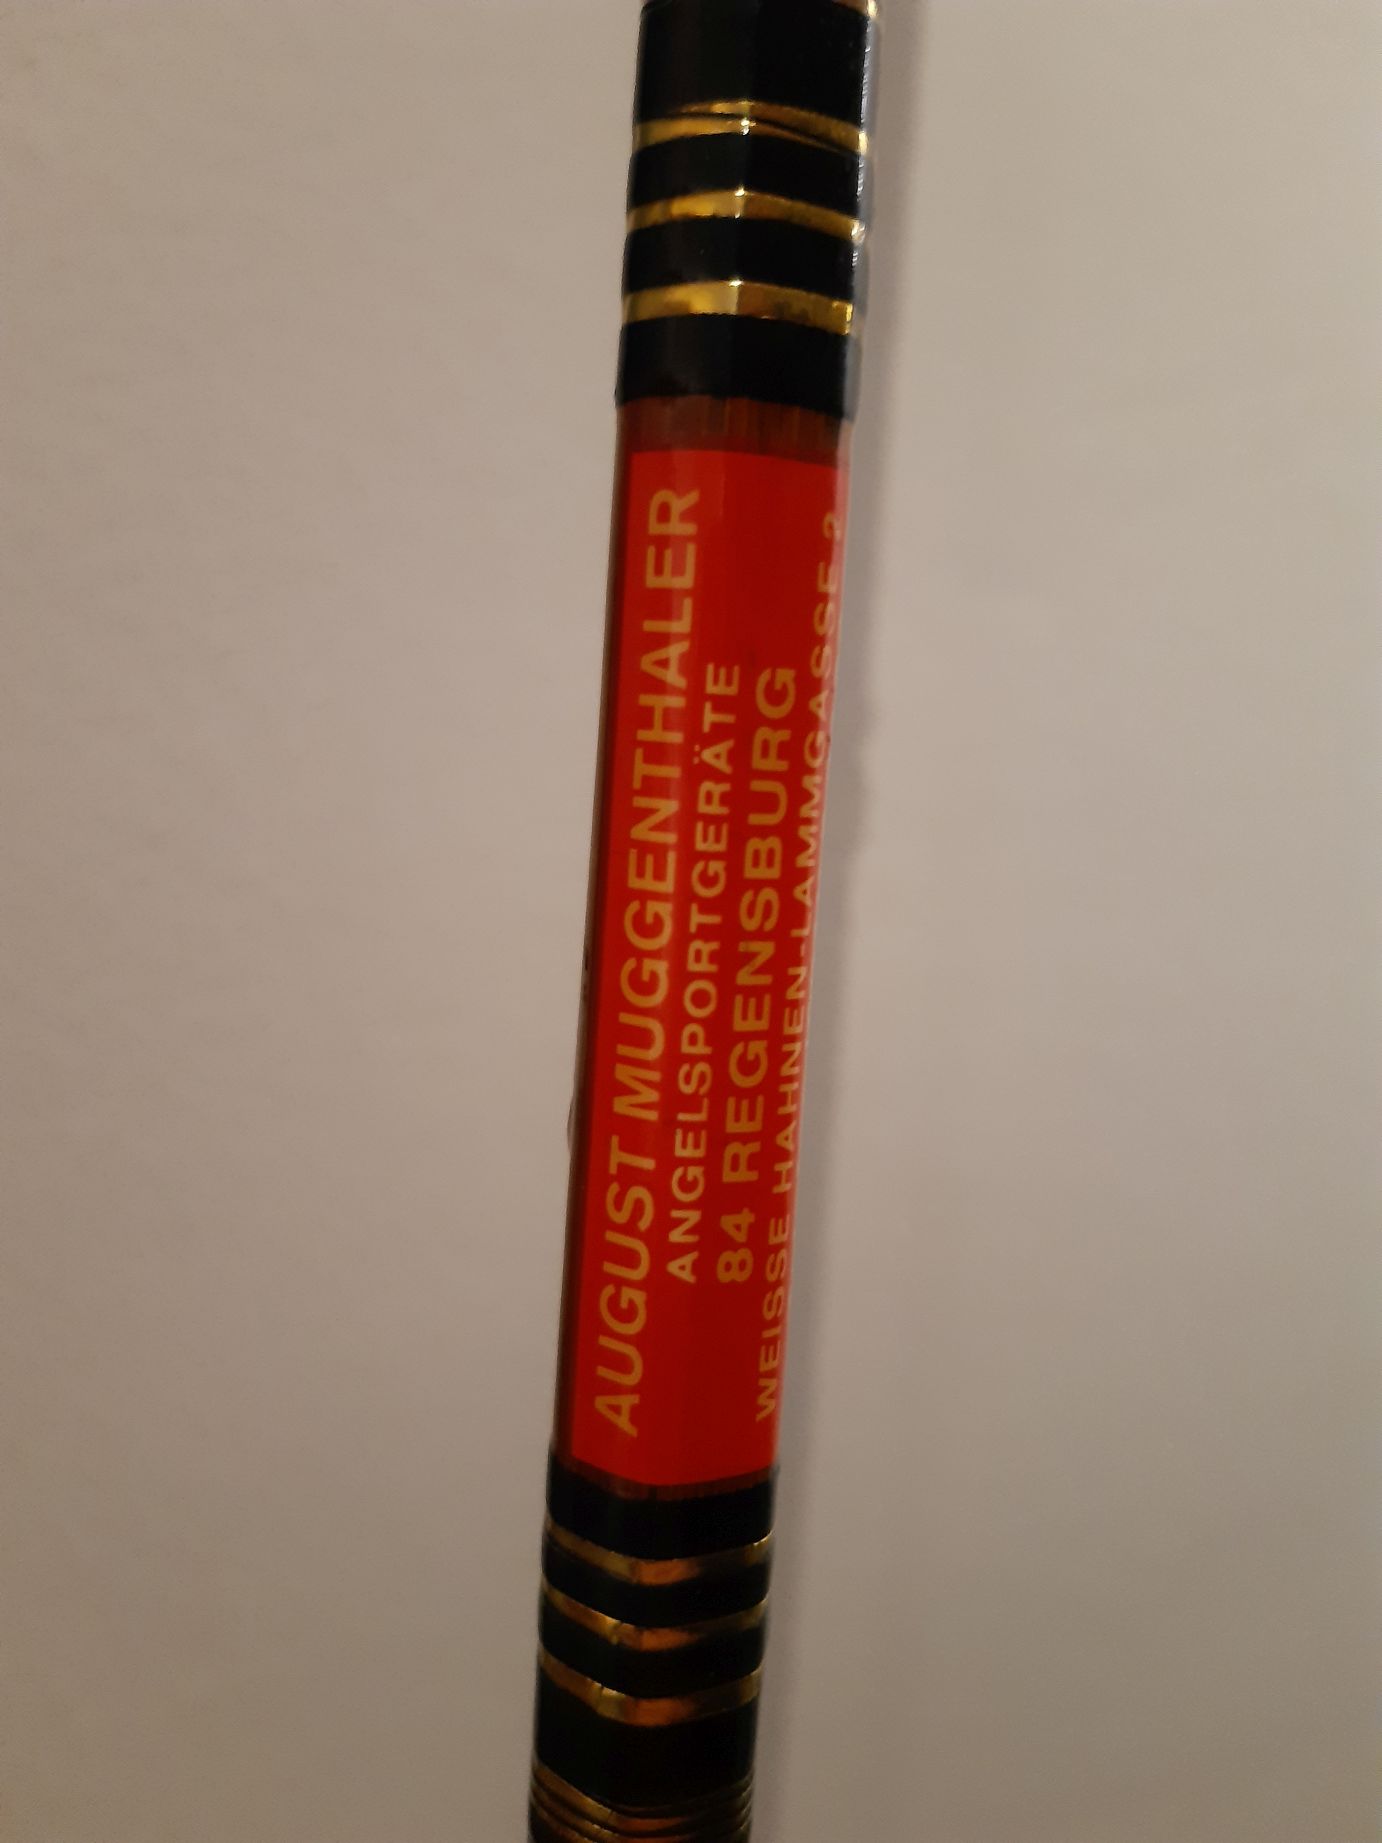 AUGUST MUGGENTHALER
ANGELSPORTGERÄTE
84 REGENSBURG
WEISSE HAHNEN-LAMMGASSE 2